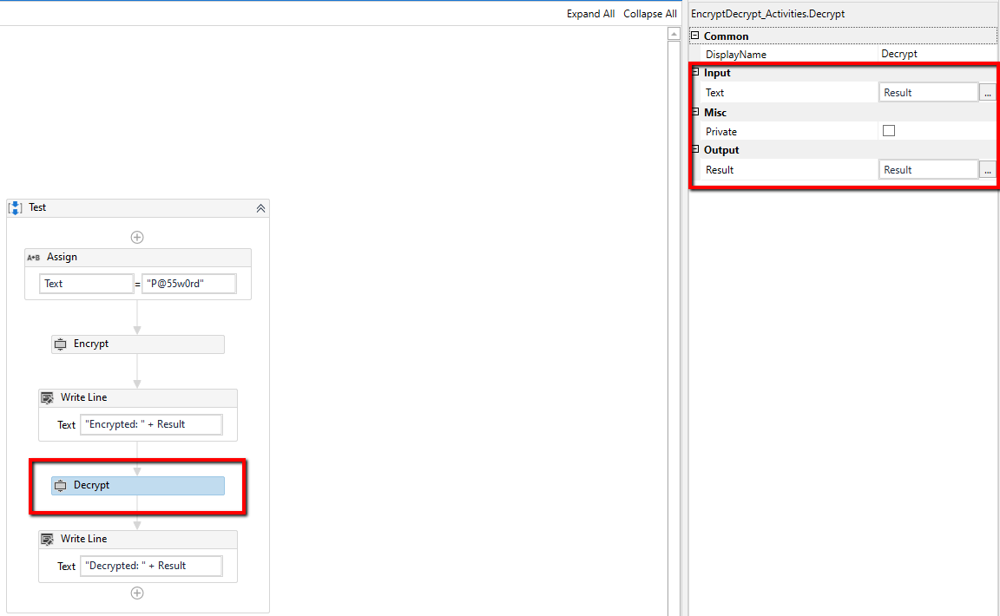 Expand All Collapse All
Test
Assign
A+B
Text = "P@55w0rd"
Encrypt
Write Line
Text "Encrypted: " + Result
Decrypt
Write Line
Text "Decrypted: " + Result
EncryptDecrypt_Activities.Decrypt
Common
DisplayName Decrypt
Input
Text Result ...
Misc
Private
Output
Result Result ...